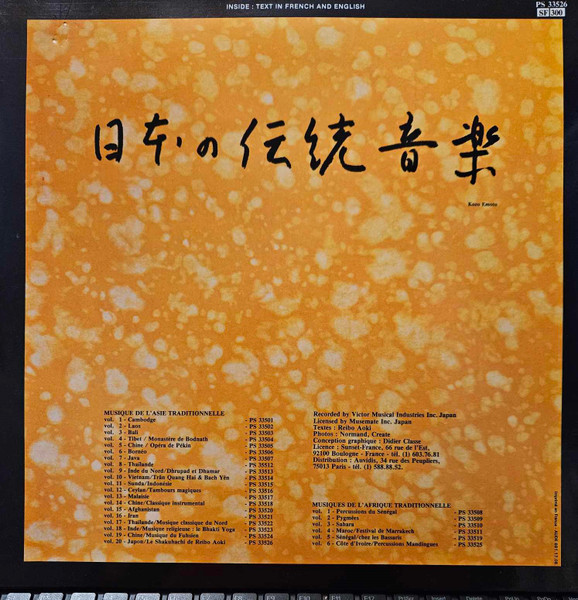 INSIDE : TEXT IN FRENCH AND ENGLISH
PS 33526
SF 300
日本の伝統音楽
MUSIQUE DE L'ASIE TRADITIONNELLE
vol. 1 - Cambodge - PS 33501
vol. 2 - Laos - PS 33502
vol. 3 - Bali - PS 33503
vol. 4 - Tibet / Monastère de Bodnath - PS 33504
vol. 5 - Chine / Opéra de Pékin - PS 33505
vol. 6 - Bornéo - PS 33506
vol. 7 - Java - PS 33507
vol. 8 - Thaïlande - PS 33512
vol. 9 - Inde du Nord/Dhrupad et Dhamar - PS 33513
vol. 10 - Vietnam/Trân Quang Hai & Bach Yên - PS 33514
vol. 11 - Sunda/Indonésie - PS 33515
vol. 12 - Ceylan/Tambours magiques - PS 33516
vol. 13 - Malaisie - PS 33517
vol. 14 - Chine/Classique instrumental - PS 33518
vol. 15 - Afghanistan - PS 33520
vol. 16 - Iran - PS 33521
vol. 17 - Thaïlande/Musique classique du Nord - PS 33522
vol. 18 - Inde/Musique religieuse : le Bhakti Yoga - PS 33523
vol. 19 - Chine/Musique du Fuhsien - PS 33524
vol. 20 - Japon/Le Shakuhachi de Reibo Aoki - PS 33526
Recorded by Victor Musical Industries Inc. Japan
Licensed by Musemate Inc. Japan
Textes : Reibo Aoki
Photos : Normand, Create
Conception graphique : Didier Classe
Licence : Sunset-France, 66 rue de l'Est,
92100 Boulogne - France - tél. (1) 603.76.81
Distribution : Auvidis, 34 rue des Peupliers,
75013 Paris - tél. (1) 588.88.52.
MUSIQUES DE L'AFRIQUE TRADITIONNELLE
vol. 1 - Percussions du Sénégal - PS 33508
vol. 2 - Pygmées - PS 33509
vol. 3 - Sahara - PS 33510
vol. 4 - Maroc/Festival de Marrakech - PS 33511
vol. 5 - Sénégal/chez les Bassaris - PS 33519
vol. 6 - Côte d'Ivoire/Percussions Mandingues - PS 33525